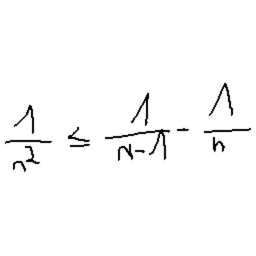 1/n² ≤ 1/(n-1) - 1/n